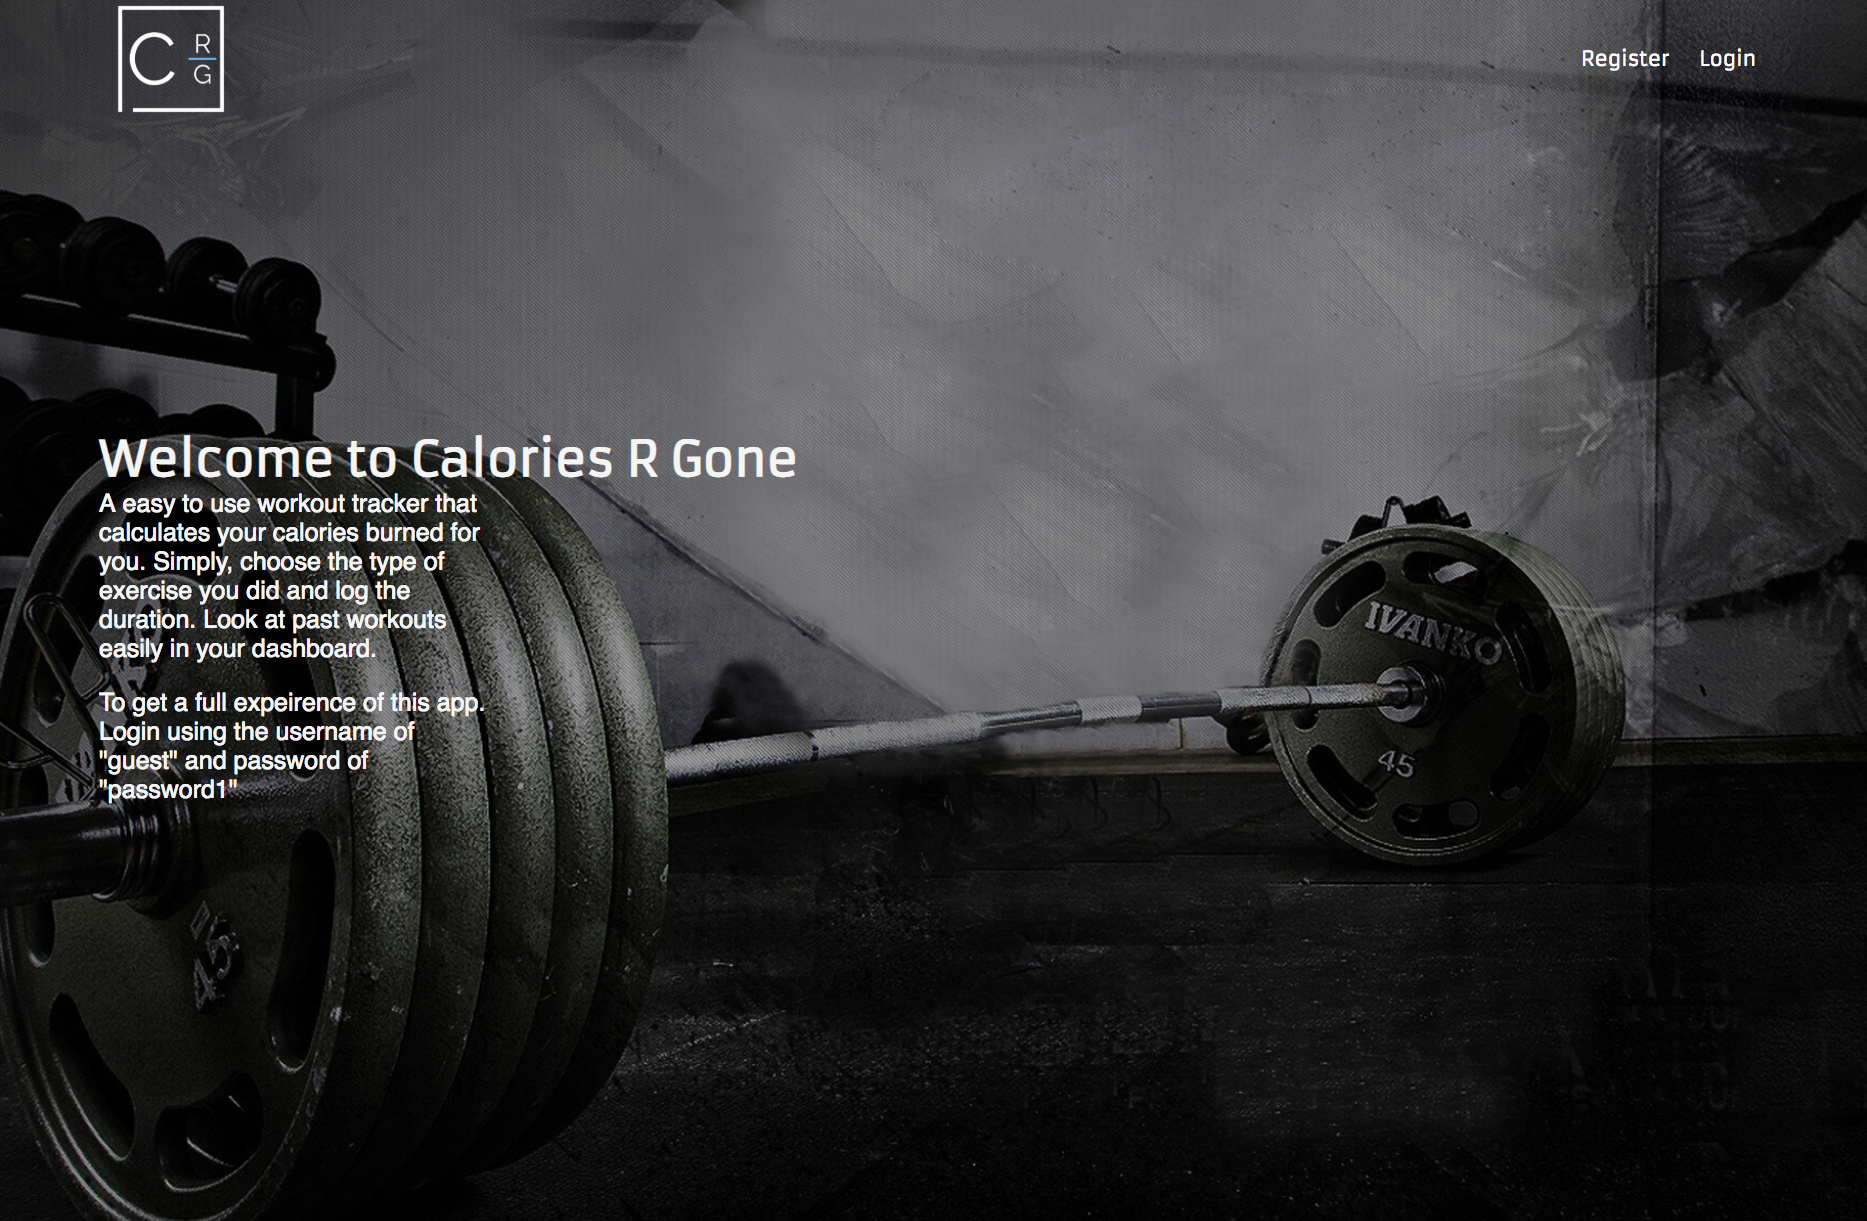 C R
G
Register Login
Welcome to Calories R Gone
A easy to use workout tracker that
calculates your calories burned for
you. Simply, choose the type of
exercise you did and log the
duration. Look at past workouts
easily in your dashboard.
To get a full expeirence of this app.
Login using the username of
"guest" and password of
"password1"
IVANKO
45
45